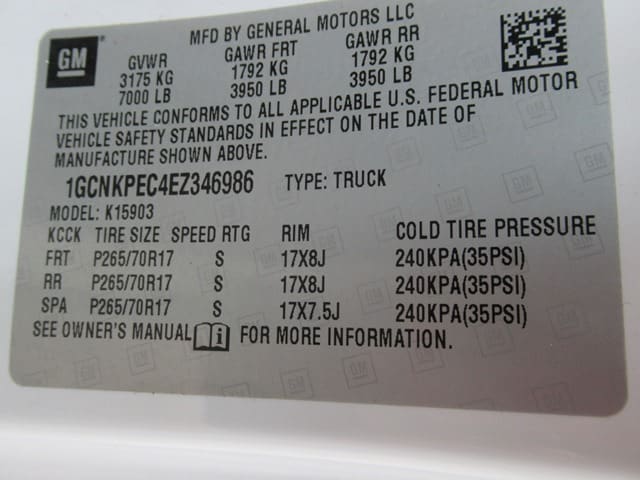 MFD BY GENERAL MOTORS LLC
GM
GVWR GAWR FRT GAWR RR
3175 KG 1792 KG 1792 KG
7000 LB 3950 LB 3950 LB
THIS VEHICLE CONFORMS TO ALL APPLICABLE U.S. FEDERAL MOTOR
VEHICLE SAFETY STANDARDS IN EFFECT ON THE DATE OF
MANUFACTURE SHOWN ABOVE.
1GCNKPEC4EZ346986 TYPE: TRUCK
MODEL: K15903
KCCK TIRE SIZE SPEED RTG RIM COLD TIRE PRESSURE
FRT P265/70R17 S 17X8J 240KPA(35PSI)
RR P265/70R17 S 17X8J 240KPA(35PSI)
SPA P265/70R17 S 17X7.5J 240KPA(35PSI)
SEE OWNER'S MANUAL i FOR MORE INFORMATION.